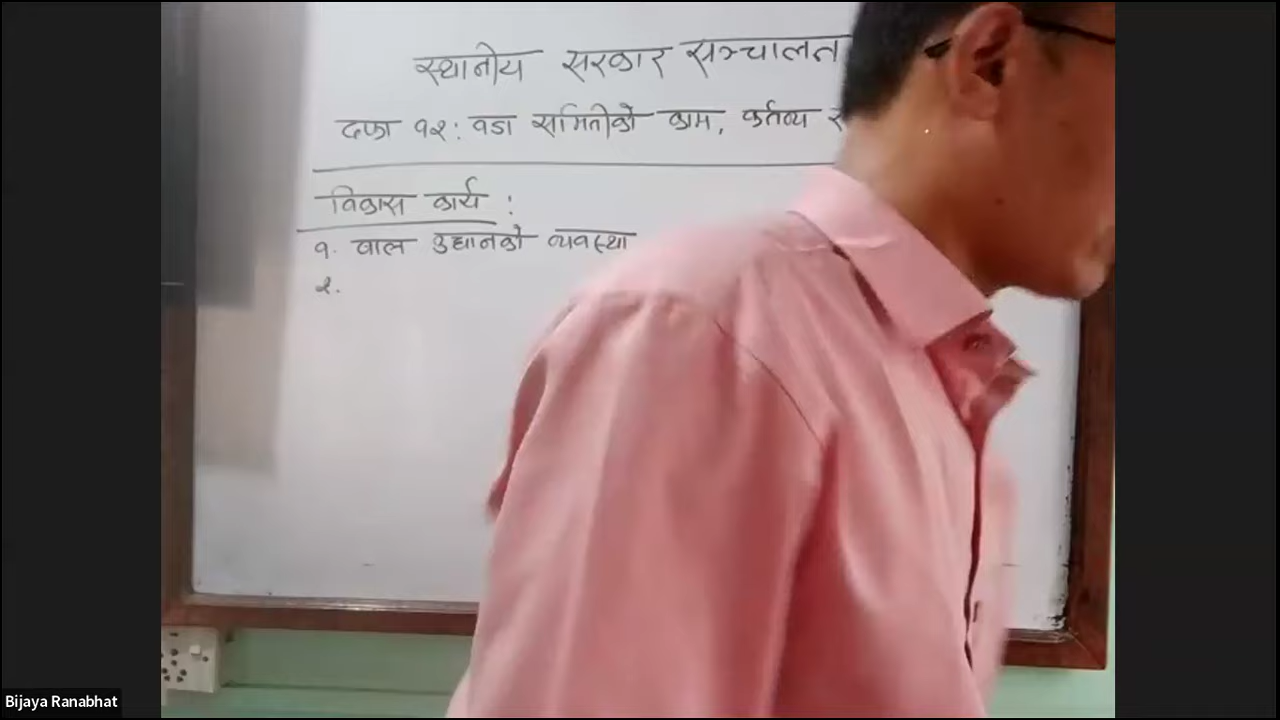 स्थानीय सरकार सञ्चालन
दफा १२ : वडा समितीको काम, कर्तव्य
विकास कार्य :
१. बाल उद्यानको व्यवस्था
२.
Bijaya Ranabhat